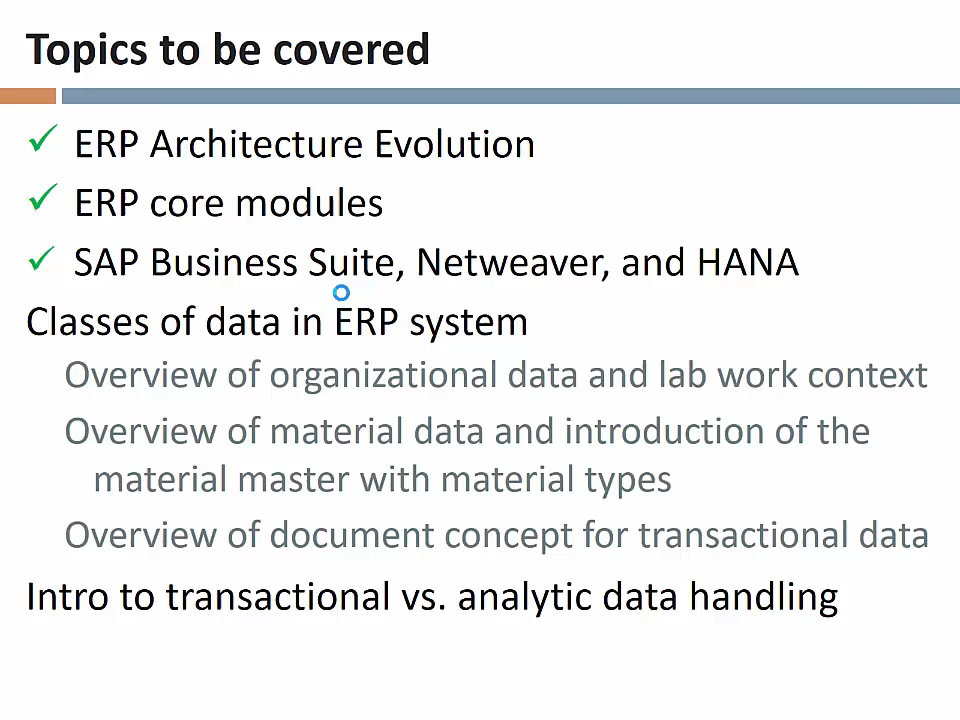 Topics to be covered
✓ ERP Architecture Evolution
✓ ERP core modules
✓ SAP Business Suite, Netweaver, and HANA
Classes of data in ERP system
Overview of organizational data and lab work context
Overview of material data and introduction of the
material master with material types
Overview of document concept for transactional data
Intro to transactional vs. analytic data handling